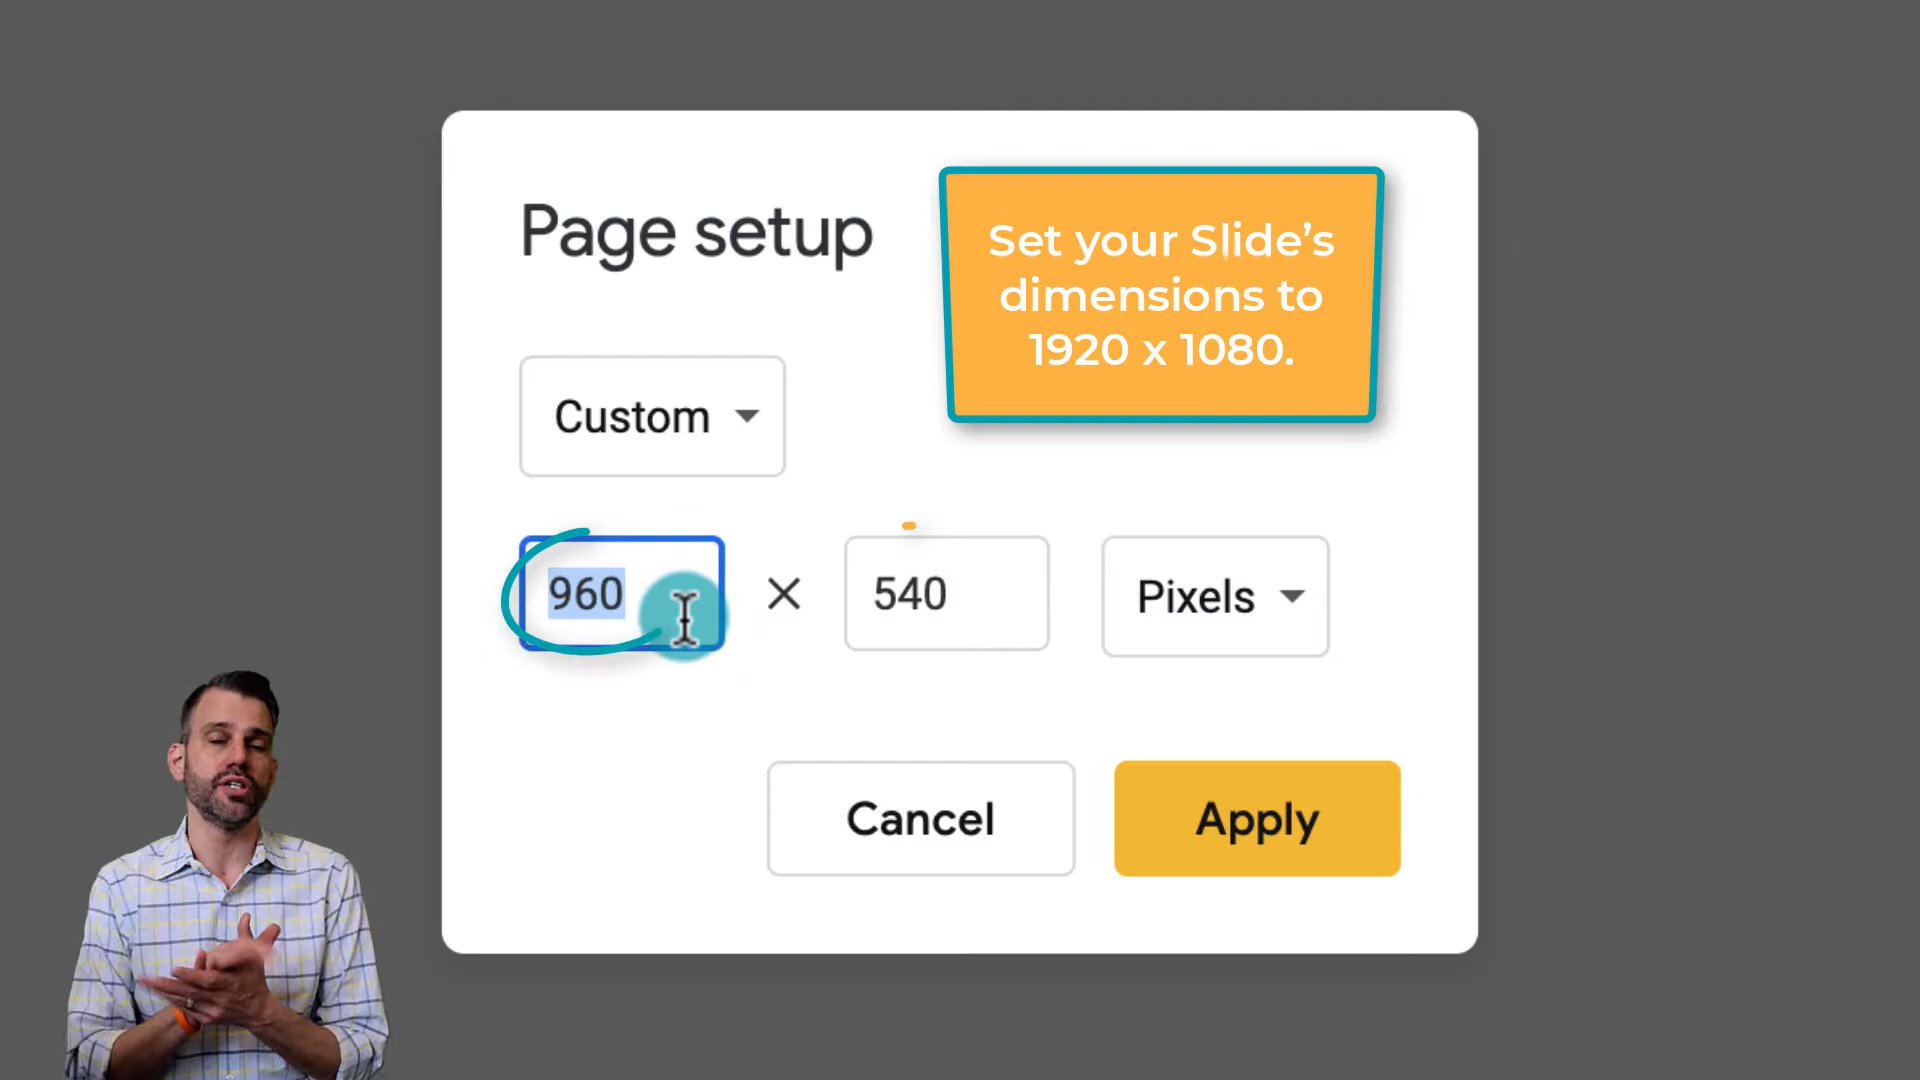 Page setup
Set your Slide’s
dimensions to
1920 x 1080.
Custom
960 × 540 Pixels
Cancel Apply